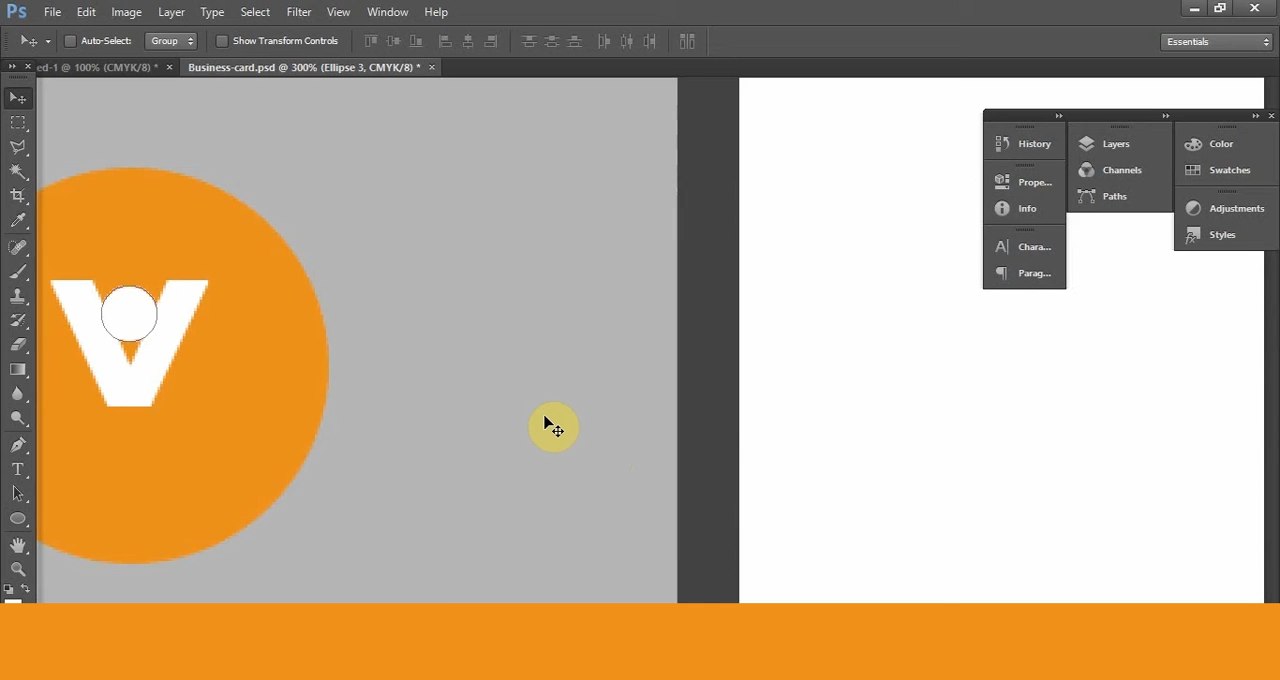 Ps File Edit Image Layer Type Select Filter View Window Help
Auto-Select: Group Show Transform Controls Essentials
ed-1 @ 100% (CMYK/8) * × Business-card.psd @ 300% (Ellipse 3, CMYK/8) * ×
History Layers Color
Prope... Channels Swatches
Info Paths Adjustments
Chara... Styles
Parag...
V
T